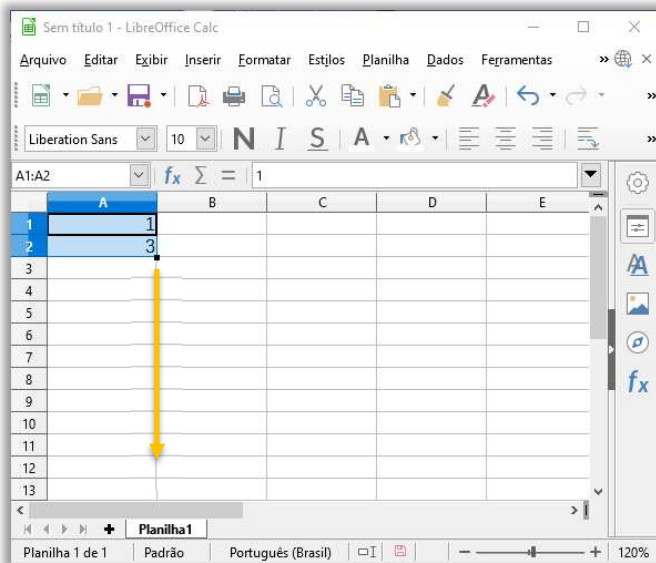 Sem título 1 - LibreOffice Calc
Arquivo Editar Exibir Inserir Formatar Estilos Planilha Dados Ferramentas
Liberation Sans 10 N I S A
A1:A2 fx Σ = 1
A B C D E
1 1
2 3
3
4
5
6
7
8
9
10
11
12
13
Planilha1
Planilha 1 de 1 Padrão Português (Brasil) 120%